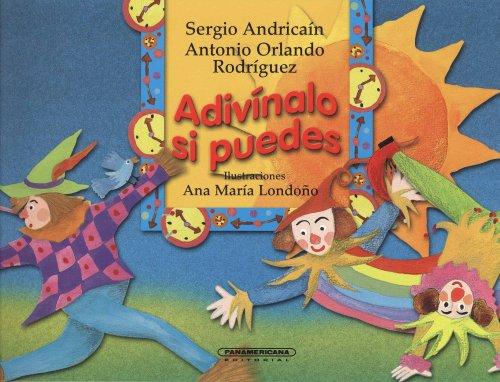 Sergio Andricaín
Antonio Orlando
Rodríguez
Adivínalo
si puedes
Ilustraciones
Ana María Londoño
PANAMERICANA
EDITORIAL